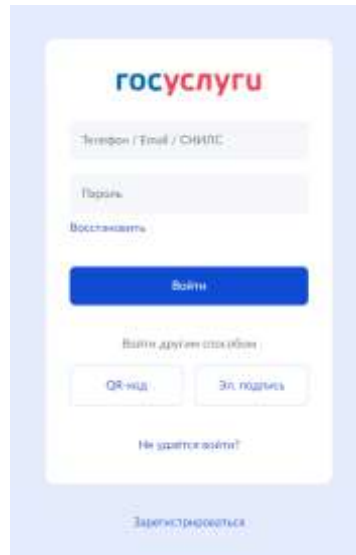 госуслуги
Телефон / Email / СНИЛС
Пароль
Восстановить
Войти
Войти другим способом
QR-код
Эл. подпись
Не удаётся войти?
Зарегистрироваться